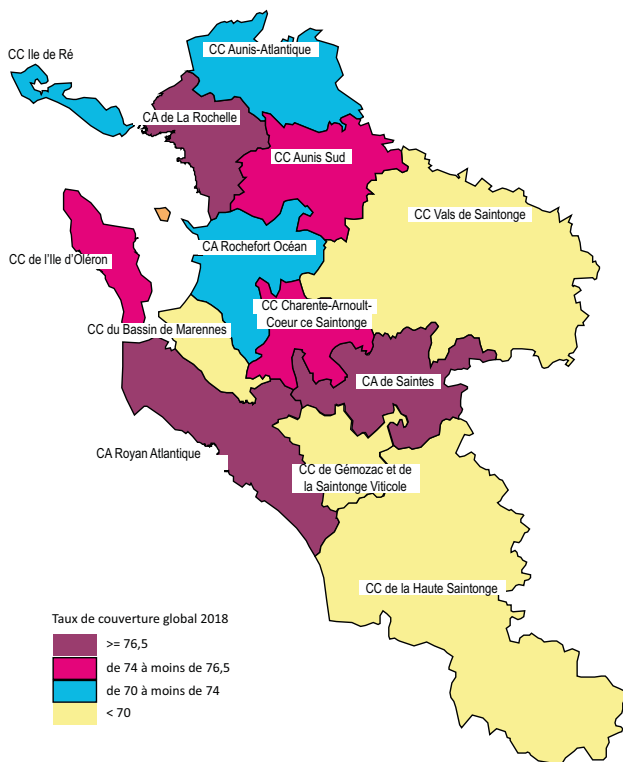 CC Ile de Ré
CC Aunis-Atlantique
CA de La Rochelle
CC Aunis Sud
CC Vals de Saintonge
CA Rochefort Océan
CC de l'Ile d'Oléron
CC Charente-Arnoult-
Coeur ce Saintonge
CC du Bassin de Marennes
CA de Saintes
CA Royan Atlantique
CC de Gémozac et de
la Saintonge Viticole
CC de la Haute Saintonge
Taux de couverture global 2018
>= 76,5
de 74 à moins de 76,5
de 70 à moins de 74
< 70